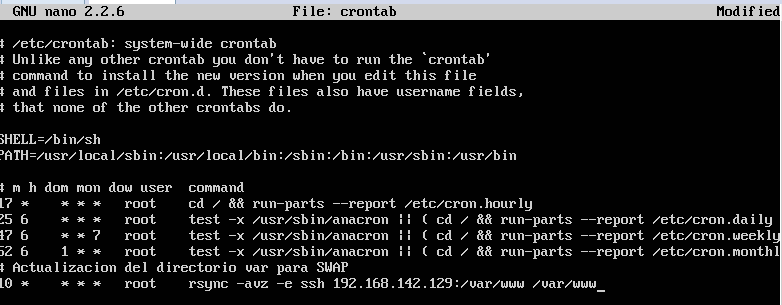 GNU nano 2.2.6 File: crontab Modified
# /etc/crontab: system-wide crontab
# Unlike any other crontab you don't have to run the `crontab'
# command to install the new version when you edit this file
# and files in /etc/cron.d. These files also have username fields,
# that none of the other crontabs do.
SHELL=/bin/sh
PATH=/usr/local/sbin:/usr/local/bin:/sbin:/bin:/usr/sbin:/usr/bin
# m h dom mon dow user command
17 * * * * root cd / && run-parts --report /etc/cron.hourly
25 6 * * * root test -x /usr/sbin/anacron || ( cd / && run-parts --report /etc/cron.daily
47 6 * * 7 root test -x /usr/sbin/anacron || ( cd / && run-parts --report /etc/cron.weekly
52 6 1 * * root test -x /usr/sbin/anacron || ( cd / && run-parts --report /etc/cron.monthl
# Actualizacion del directorio var para SWAP
10 * * * * root rsync -avz -e ssh 192.168.142.129:/var/www /var/www_